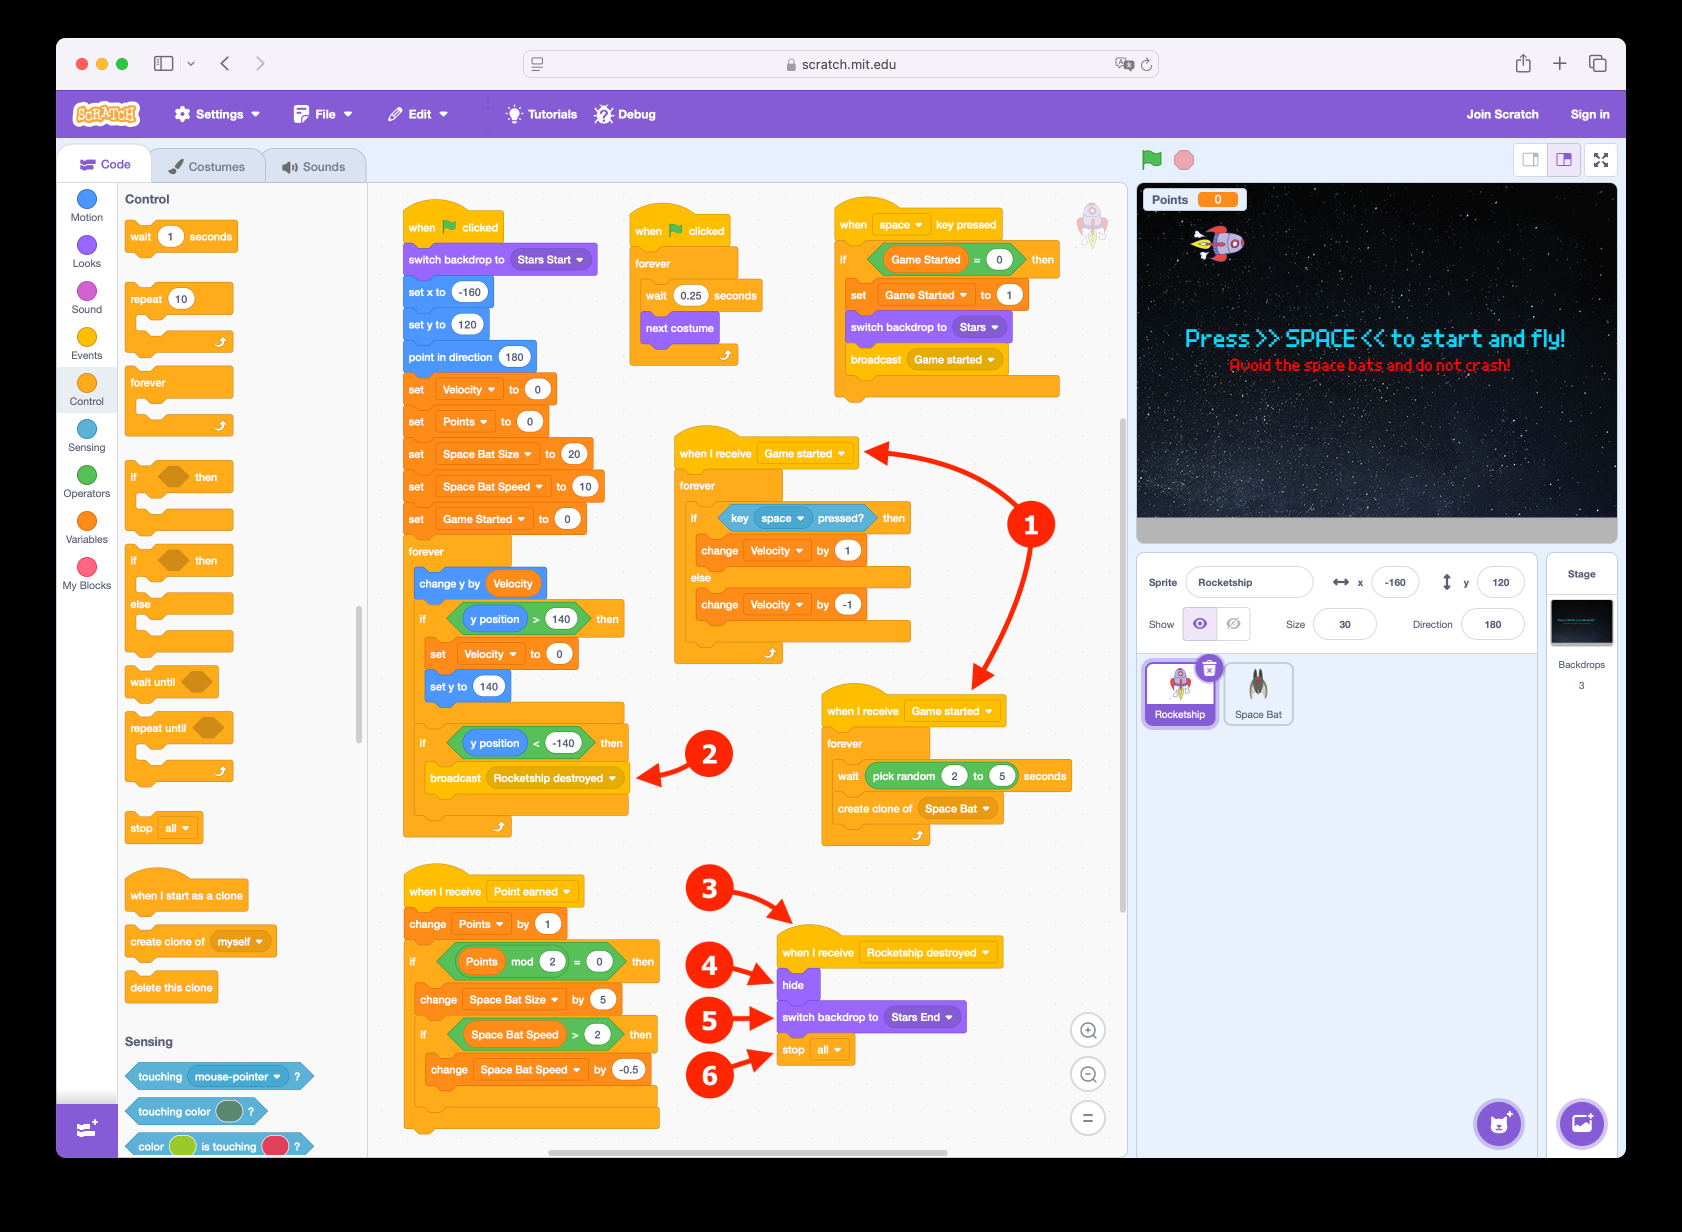 scratch.mit.edu
SCRATCH
Settings
File
Edit
Tutorials
Debug
Join Scratch
Sign in
Code
Costumes
Sounds
Motion
Looks
Sound
Events
Control
Sensing
Operators
Variables
My Blocks
Control
wait 1 seconds
repeat 10
forever
if then
if then
else
wait until
repeat until
stop all
when I start as a clone
create clone of myself
delete this clone
Sensing
touching mouse-pointer ?
touching color ?
color is touching ?
when clicked
switch backdrop to Stars Start
set x to -160
set y to 120
point in direction 180
set Velocity to 0
set Points to 0
set Space Bat Size to 20
set Space Bat Speed to 10
set Game Started to 0
forever
change y by Velocity
if y position > 140 then
set Velocity to 0
set y to 140
if y position < -140 then
broadcast Rocketship destroyed
2
when clicked
forever
wait 0.25 seconds
next costume
when space key pressed
if Game Started = 0 then
set Game Started to 1
switch backdrop to Stars
broadcast Game started
when I receive Game started
forever
if key space pressed? then
change Velocity by 1
else
change Velocity by -1
1
when I receive Game started
forever
wait pick random 2 to 5 seconds
create clone of Space Bat
when I receive Point earned
change Points by 1
if Points mod 2 = 0 then
change Space Bat Size by 5
if Space Bat Speed > 2 then
change Space Bat Speed by -0.5
3
when I receive Rocketship destroyed
4
hide
5
switch backdrop to Stars End
6
stop all
Points 0
Press >> SPACE << to start and fly!
Avoid the space bats and do not crash!
Sprite Rocketship x -160 y 120
Show Size 30 Direction 180
Rocketship
Space Bat
Stage
Backdrops
3